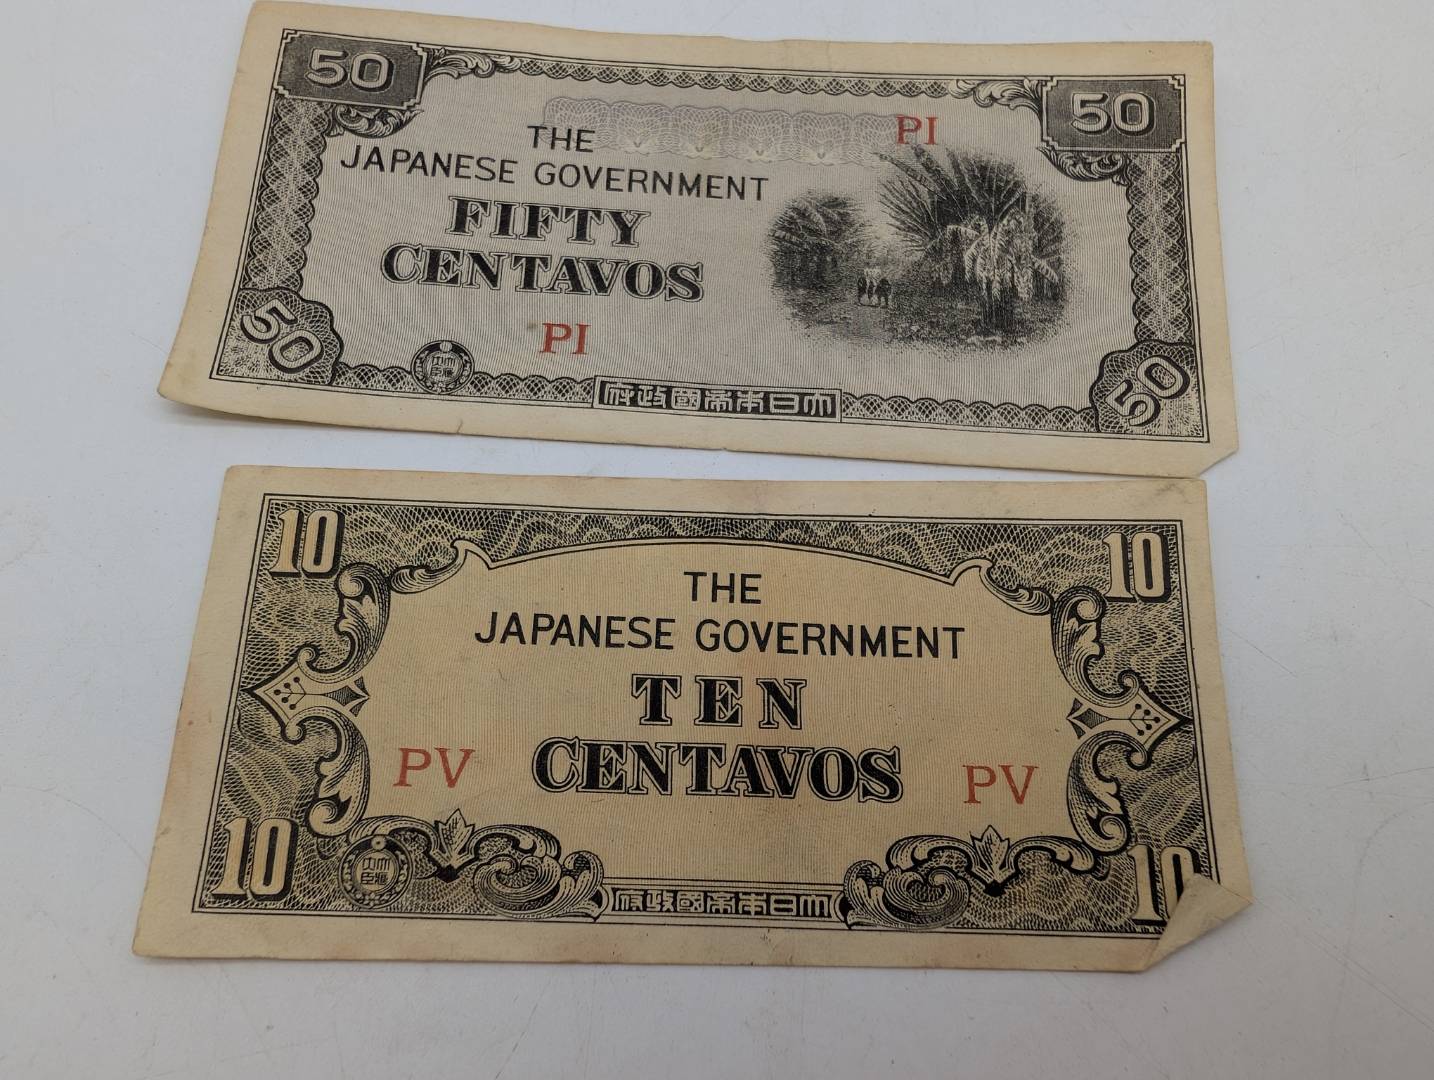 50
50
PI
THE
JAPANESE GOVERNMENT
FIFTY
CENTAVOS
PI
50
50
府政國帝本日大
10
10
THE
JAPANESE GOVERNMENT
TEN
CENTAVOS
PV
PV
10
10
府政國帝本日大